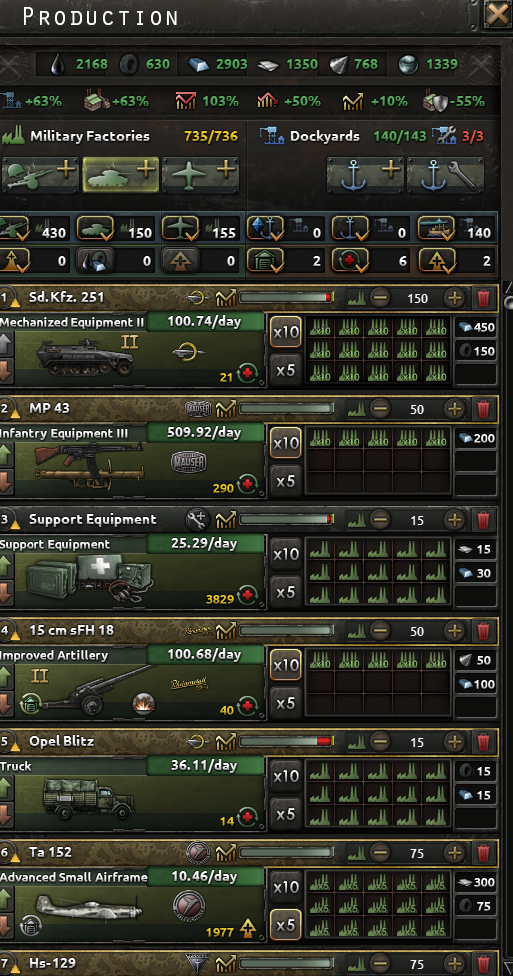 PRODUCTION
2168 630 2903 1350 768 1339
+63% +63% 103% +50% +10% -55%
Military Factories 735/736 Dockyards 140/143 3/3
430 150 155 0 0 140
0 0 0 2 6 2
1 Sd.Kfz. 251 150
Mechanized Equipment II 100.74/day x10 450
II x10 150
21 x5
2 MP 43 MAUSER 50
Infantry Equipment III 509.92/day x10 200
MAUSER
290 x5
3 Support Equipment 15
Support Equipment 25.29/day x10 15
30
3829 x5
4 15 cm sFH 18 50
Improved Artillery 100.68/day x10 50
II Rheinmetall 100
40 x5
5 Opel Blitz 15
Truck 36.11/day x10 15
15
14 x5
6 Ta 152 75
Advanced Small Airframe 10.46/day x10 300
75
1977 x5
7 Hs-129 75